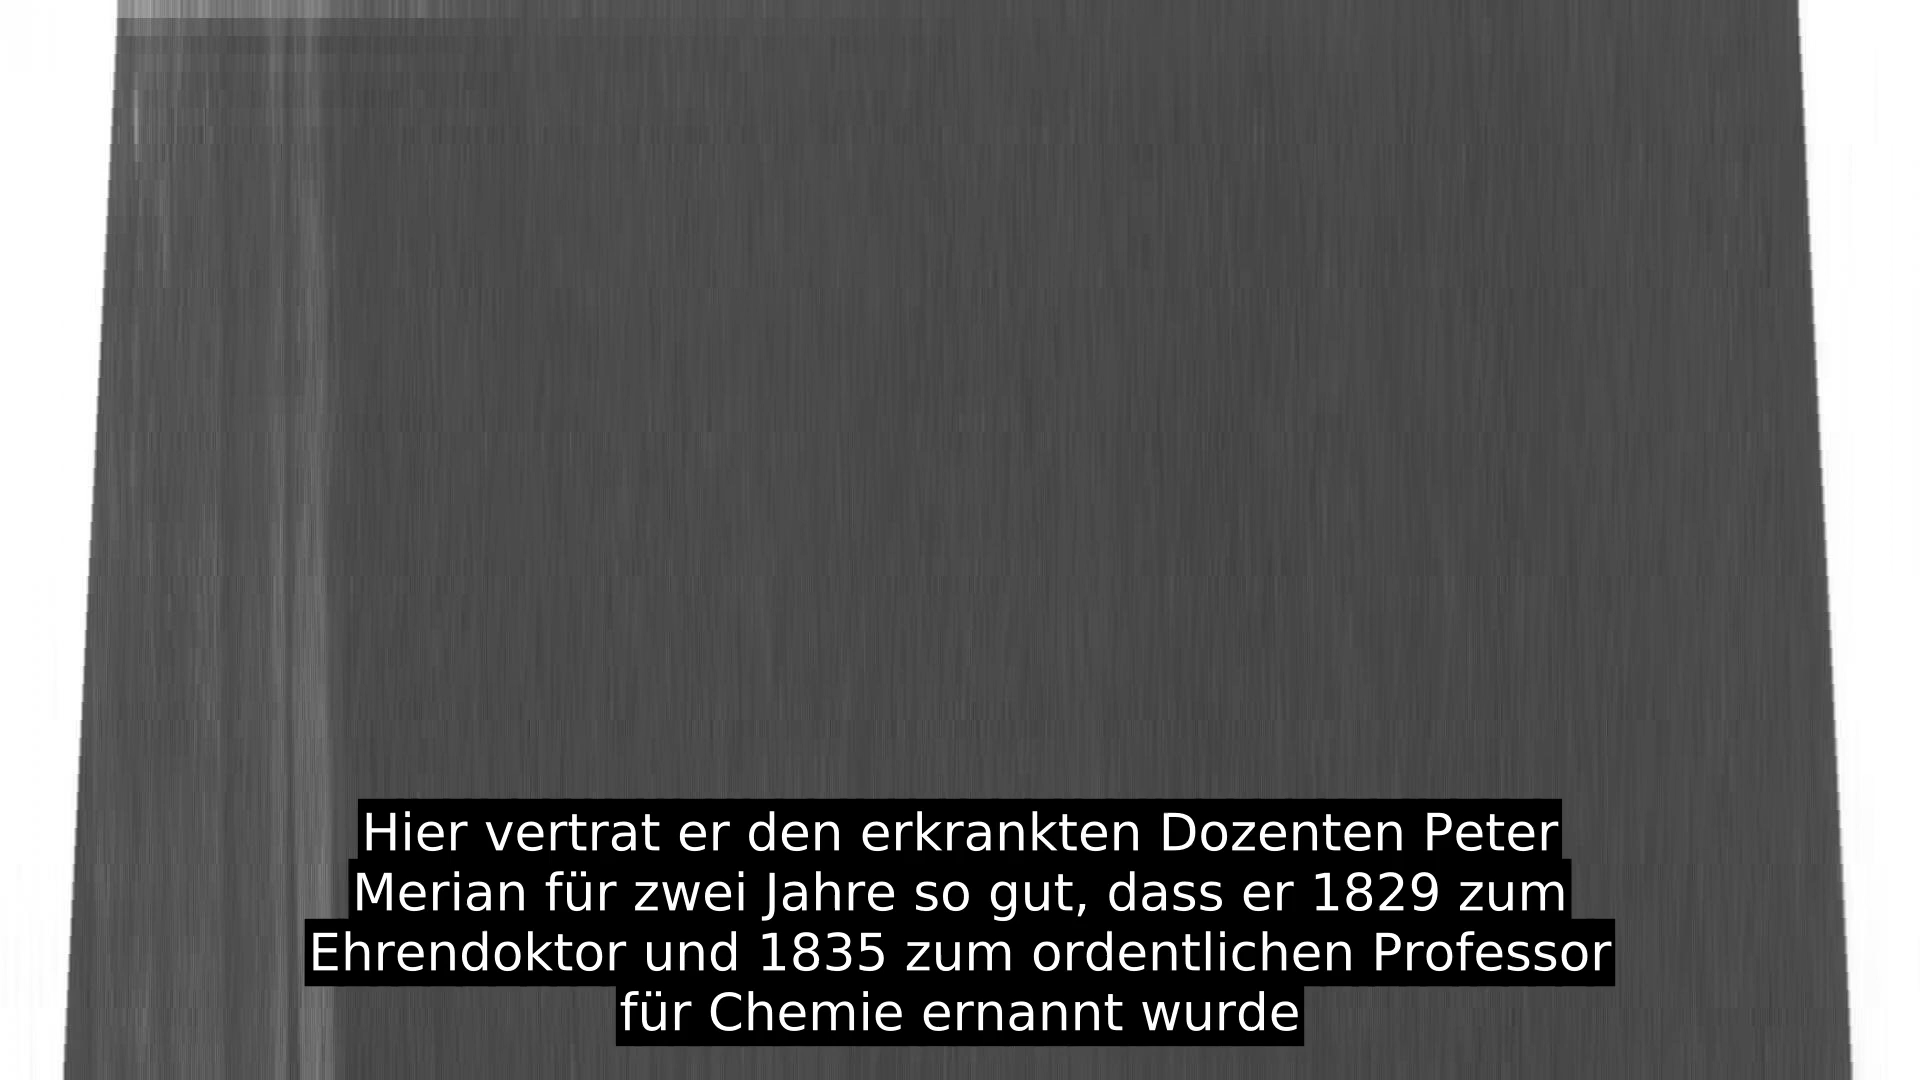 Hier vertrat er den erkrankten Dozenten Peter
Merian für zwei Jahre so gut, dass er 1829 zum
Ehrendoktor und 1835 zum ordentlichen Professor
für Chemie ernannt wurde